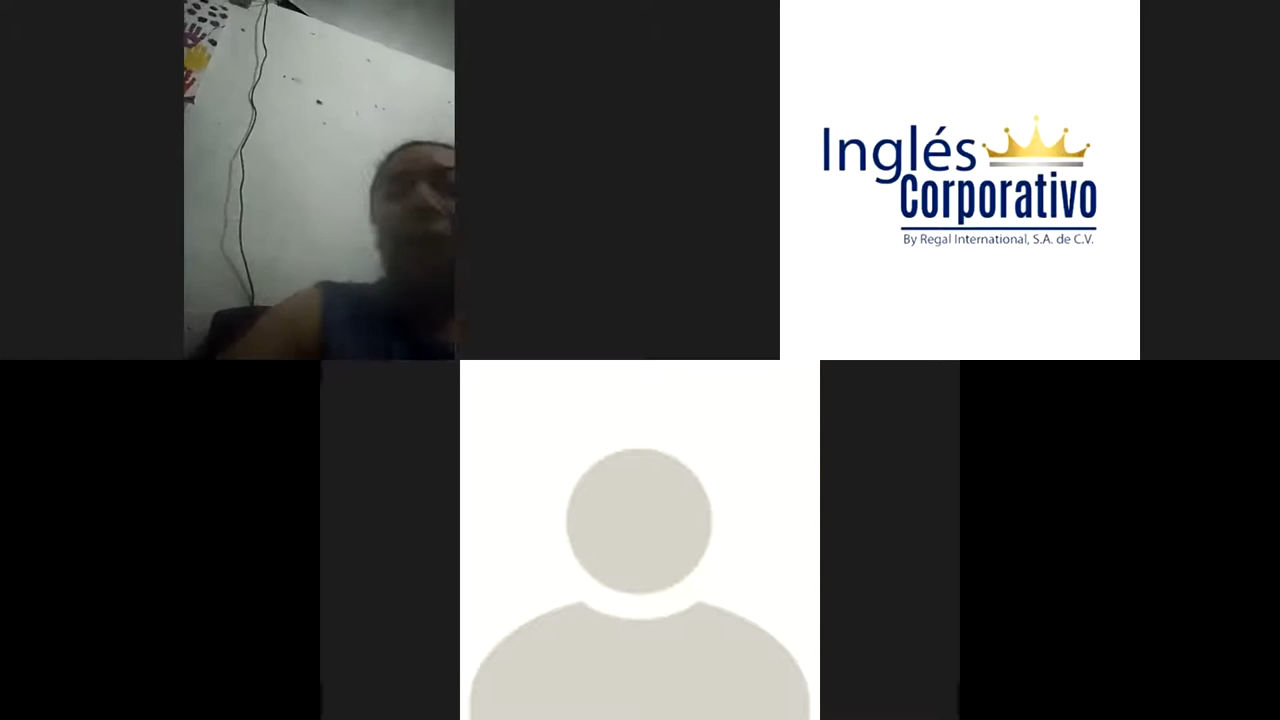 Inglés
Corporativo
By Regal International, S.A. de C.V.